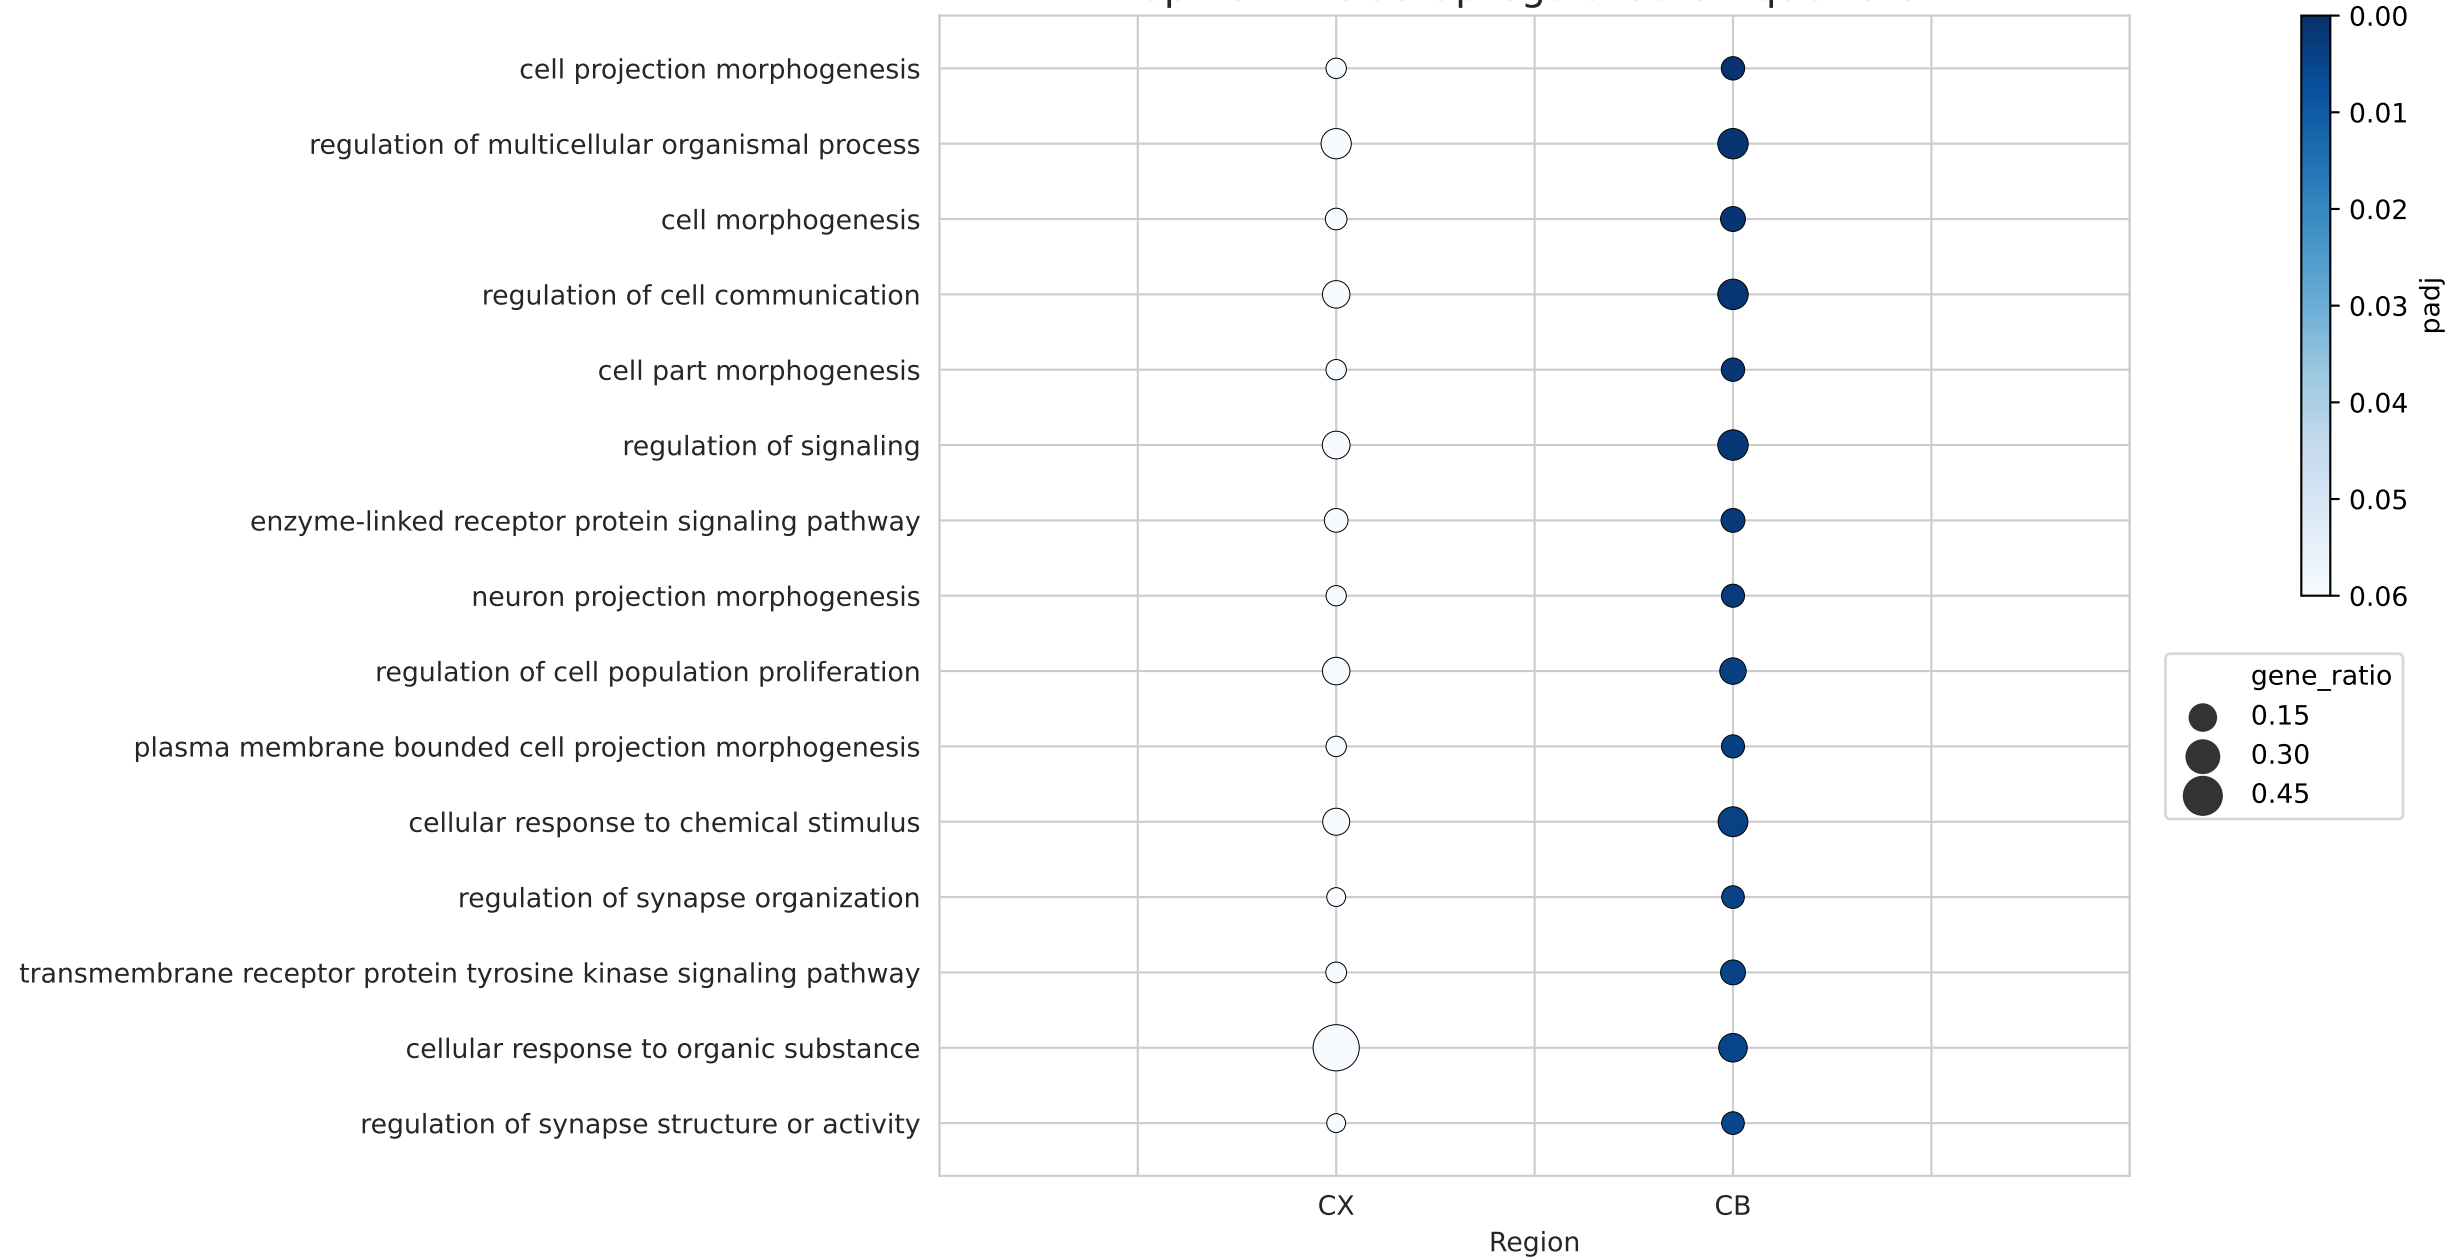 cell projection morphogenesis
regulation of multicellular organismal process
cell morphogenesis
regulation of cell communication
cell part morphogenesis
regulation of signaling
enzyme-linked receptor protein signaling pathway
neuron projection morphogenesis
regulation of cell population proliferation
plasma membrane bounded cell projection morphogenesis
cellular response to chemical stimulus
regulation of synapse organization
transmembrane receptor protein tyrosine kinase signaling pathway
cellular response to organic substance
regulation of synapse structure or activity
CX
CB
Region
0.00
0.01
0.02
0.03
0.04
0.05
0.06
padj
gene_ratio
0.15
0.30
0.45